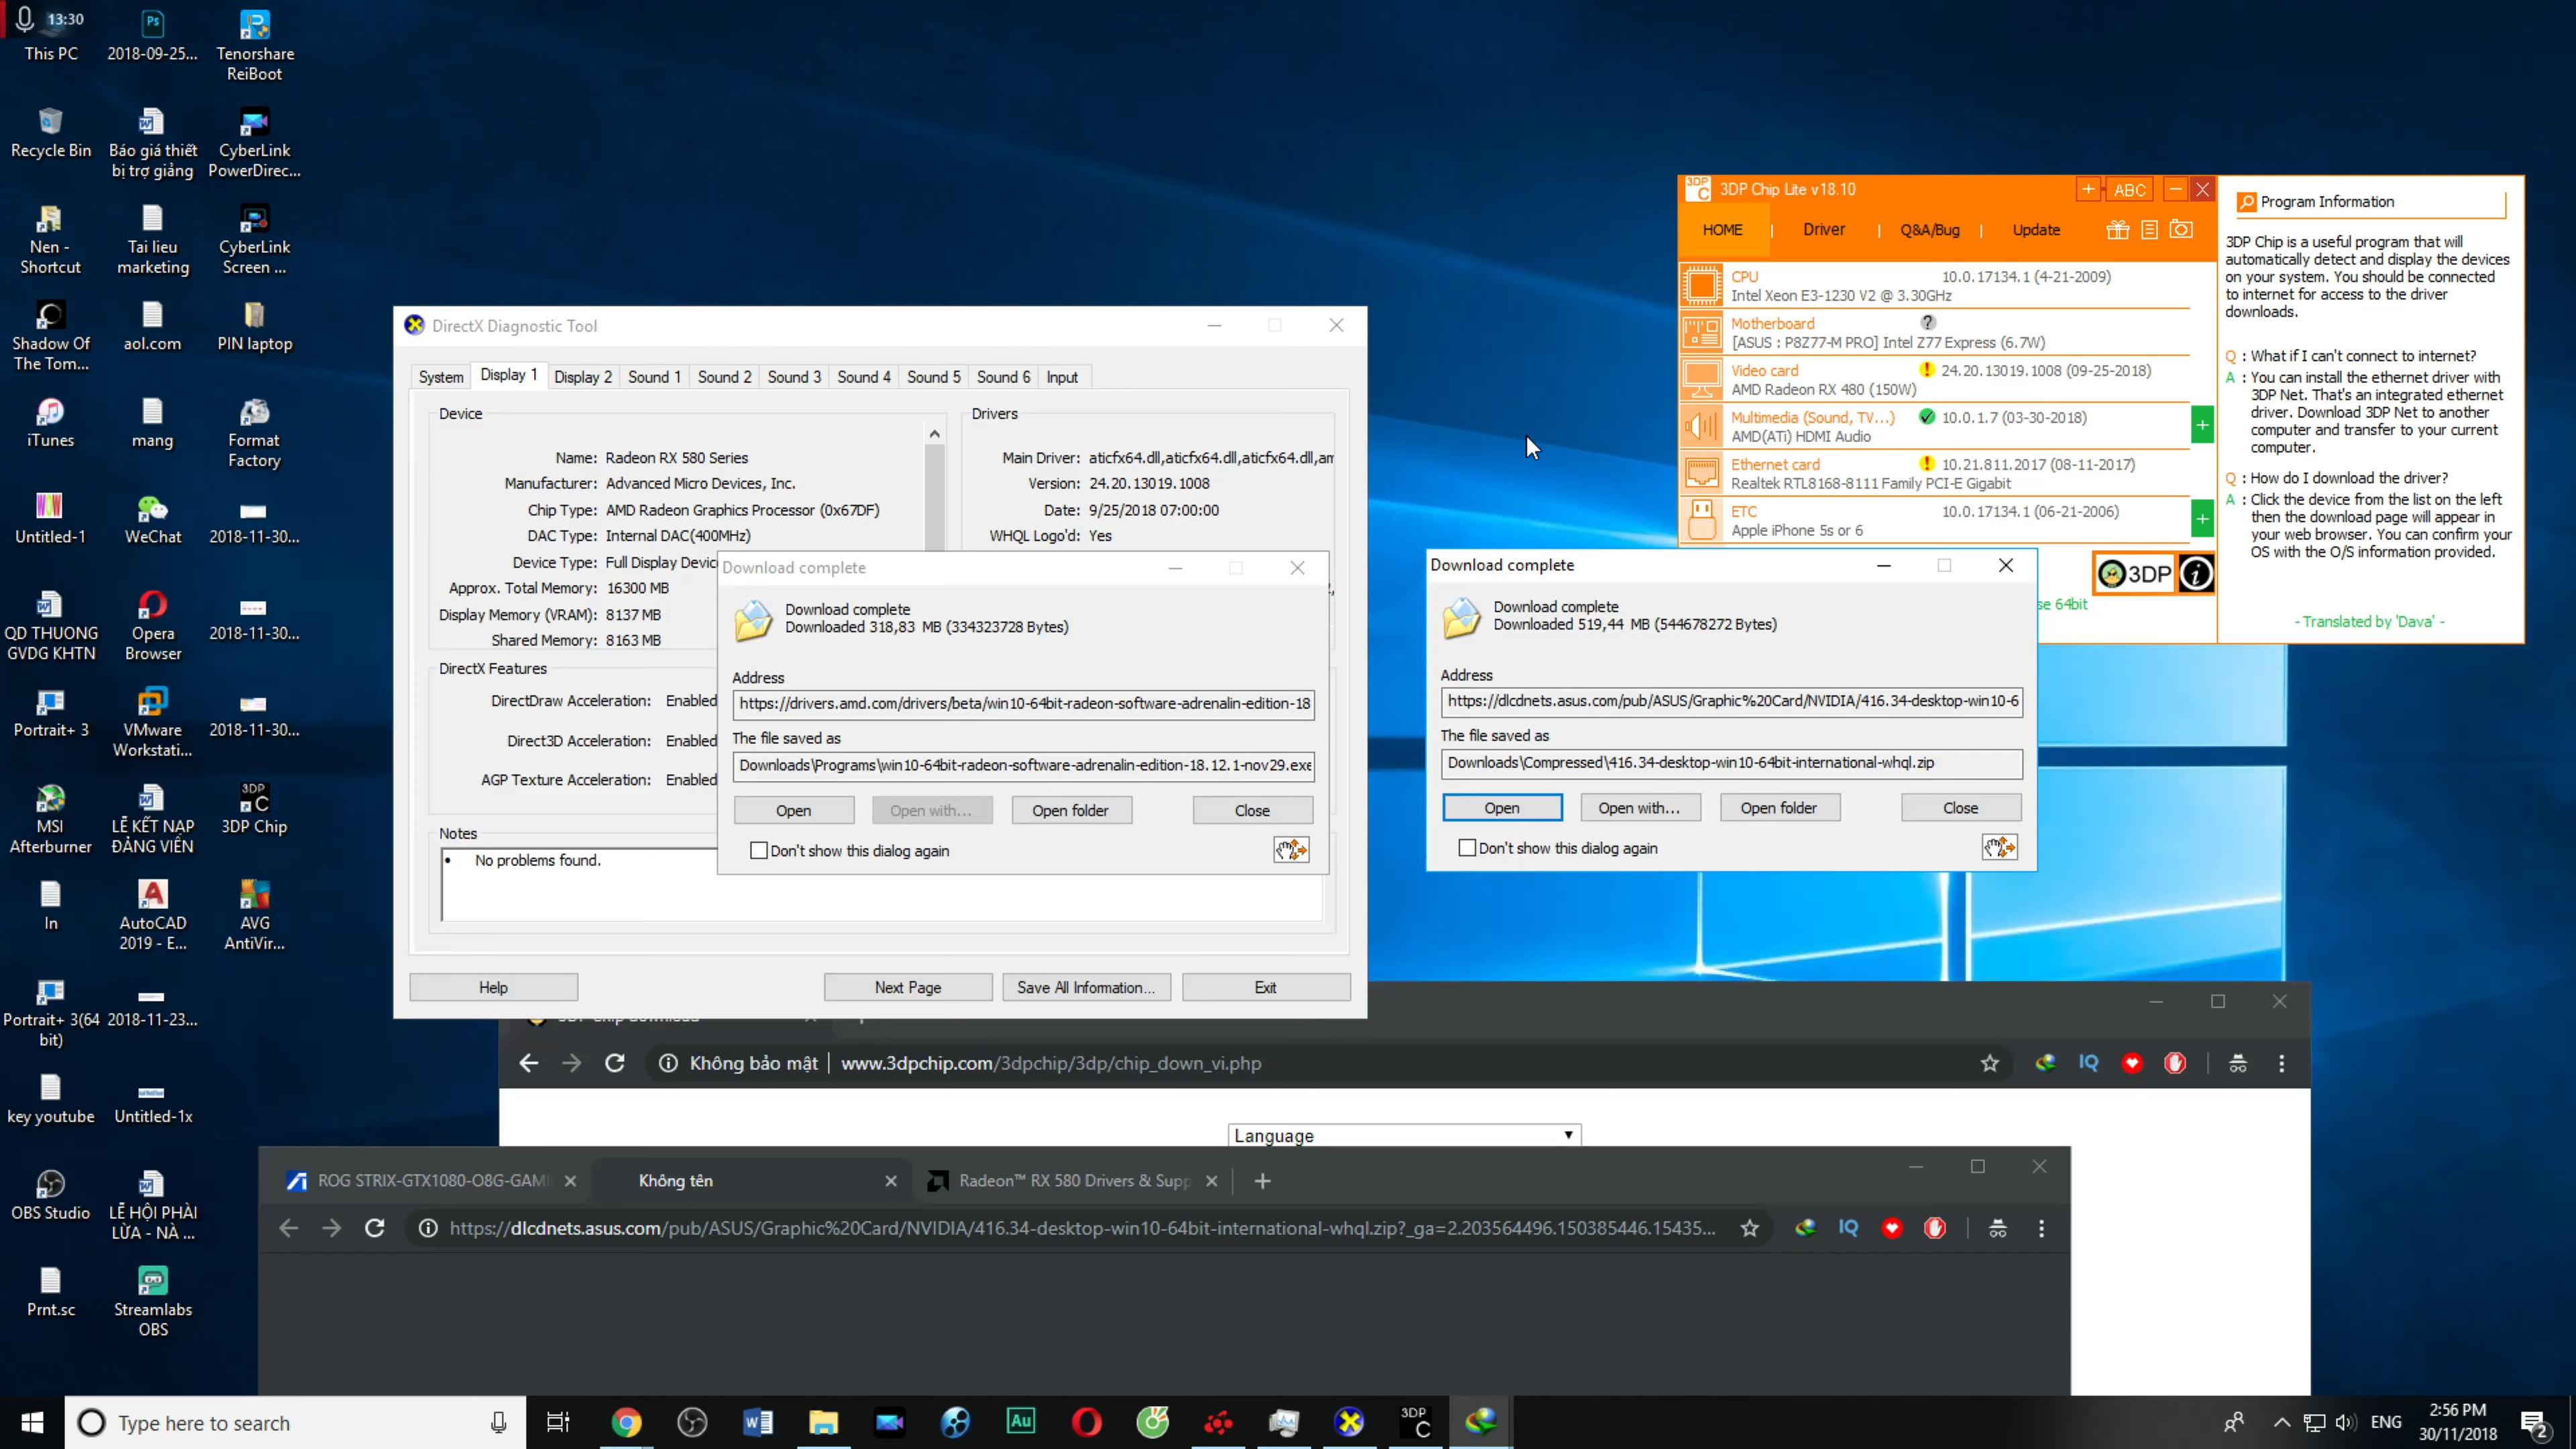 13:30
This PC
2018-09-25...
Tenorshare
ReiBoot
Recycle Bin
Báo giá thiết
bị trợ giảng
CyberLink
PowerDirec...
Nen -
Shortcut
Tai lieu
marketing
CyberLink
Screen ...
Shadow Of
The Tom...
aol.com
PIN laptop
iTunes
mang
Format
Factory
Untitled-1
WeChat
2018-11-30...
QD THUONG
GVDG KHTN
Opera
Browser
2018-11-30...
Portrait+ 3
VMware
Workstati...
2018-11-30...
MSI
Afterburner
LỄ KẾT NẠP
ĐẢNG VIÊN
3DP Chip
In
AutoCAD
2019 - E...
AVG
AntiVir...
Portrait+ 3(64
bit)
2018-11-23...
key youtube
Untitled-1x
OBS Studio
LỄ HỘI PHÀI
LỪA - NÀ ...
Prnt.sc
Streamlabs
OBS
DirectX Diagnostic Tool
System
Display 1
Display 2
Sound 1
Sound 2
Sound 3
Sound 4
Sound 5
Sound 6
Input
Device
Name: Radeon RX 580 Series
Manufacturer: Advanced Micro Devices, Inc.
Chip Type: AMD Radeon Graphics Processor (0x67DF)
DAC Type: Internal DAC(400MHz)
Device Type: Full Display Devic
Approx. Total Memory: 16300 MB
Display Memory (VRAM): 8137 MB
Shared Memory: 8163 MB
Drivers
Main Driver: aticfx64.dll,aticfx64.dll,aticfx64.dll,am
Version: 24.20.13019.1008
Date: 9/25/2018 07:00:00
WHQL Logo'd: Yes
DirectX Features
DirectDraw Acceleration: Enabled
Direct3D Acceleration: Enabled
AGP Texture Acceleration: Enabled
Notes
• No problems found.
Help
Next Page
Save All Information...
Exit
Download complete
Download complete
Downloaded 318,83 MB (334323728 Bytes)
Address
https://drivers.amd.com/drivers/beta/win10-64bit-radeon-software-adrenalin-edition-18
The file saved as
Downloads\Programs\win10-64bit-radeon-software-adrenalin-edition-18.12.1-nov29.exe
Open
Open with...
Open folder
Close
Don't show this dialog again
Download complete
Download complete
Downloaded 519,44 MB (544678272 Bytes)
Address
https://dlcdnets.asus.com/pub/ASUS/Graphic%20Card/NVIDIA/416.34-desktop-win10-6
The file saved as
Downloads\Compressed\416.34-desktop-win10-64bit-international-whql.zip
Open
Open with...
Open folder
Close
Don't show this dialog again
3DP Chip Lite v18.10
ABC
HOME
Driver
Q&A/Bug
Update
CPU 10.0.17134.1 (4-21-2009)
Intel Xeon E3-1230 V2 @ 3.30GHz
Motherboard
[ASUS : P8Z77-M PRO] Intel Z77 Express (6.7W)
Video card 24.20.13019.1008 (09-25-2018)
AMD Radeon RX 480 (150W)
Multimedia (Sound, TV...) 10.0.1.7 (03-30-2018)
AMD(ATi) HDMI Audio
Ethernet card 10.21.811.2017 (08-11-2017)
Realtek RTL8168-8111 Family PCI-E Gigabit
ETC 10.0.17134.1 (06-21-2006)
Apple iPhone 5s or 6
3DP
se 64bit
Program Information
3DP Chip is a useful program that will
automatically detect and display the devices
on your system. You should be connected
to internet for access to the driver
downloads.
Q : What if I can't connect to internet?
A : You can install the ethernet driver with
3DP Net. That's an integrated ethernet
driver. Download 3DP Net to another
computer and transfer to your current
computer.
Q : How do I download the driver?
A : Click the device from the list on the left
then the download page will appear in
your web browser. You can confirm your
OS with the O/S information provided.
- Translated by 'Dava' -
Không bảo mật | www.3dpchip.com/3dpchip/3dp/chip_down_vi.php
IQ
Language
ROG STRIX-GTX1080-O8G-GAMI
Không tên
Radeon™ RX 580 Drivers & Supp
https://dlcdnets.asus.com/pub/ASUS/Graphic%20Card/NVIDIA/416.34-desktop-win10-64bit-international-whql.zip?_ga=2.203564496.150385446.15435...
IQ
Type here to search
Au
3DP
C
ENG
2:56 PM
30/11/2018
2